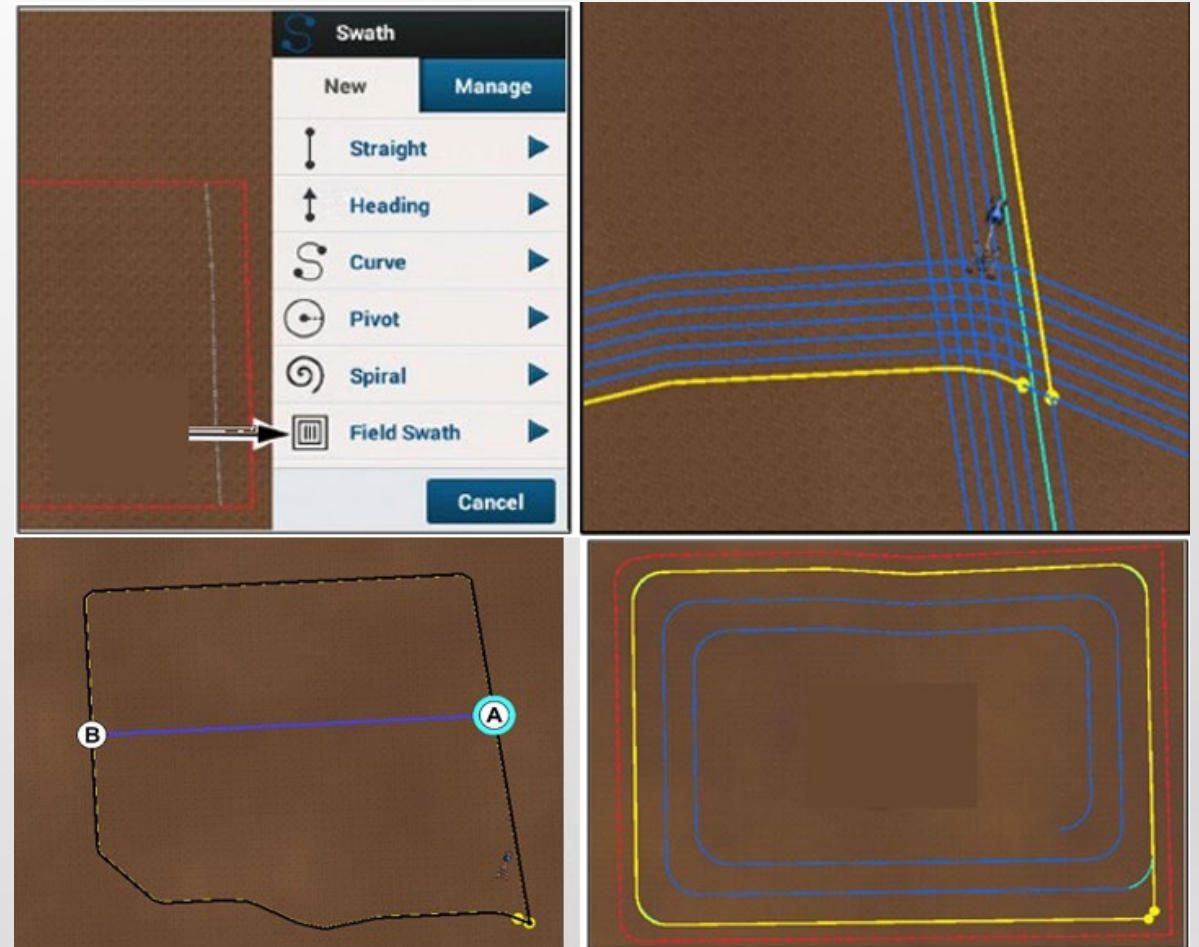 Swath
New Manage
Straight
Heading
Curve
Pivot
Spiral
Field Swath
Cancel
B A